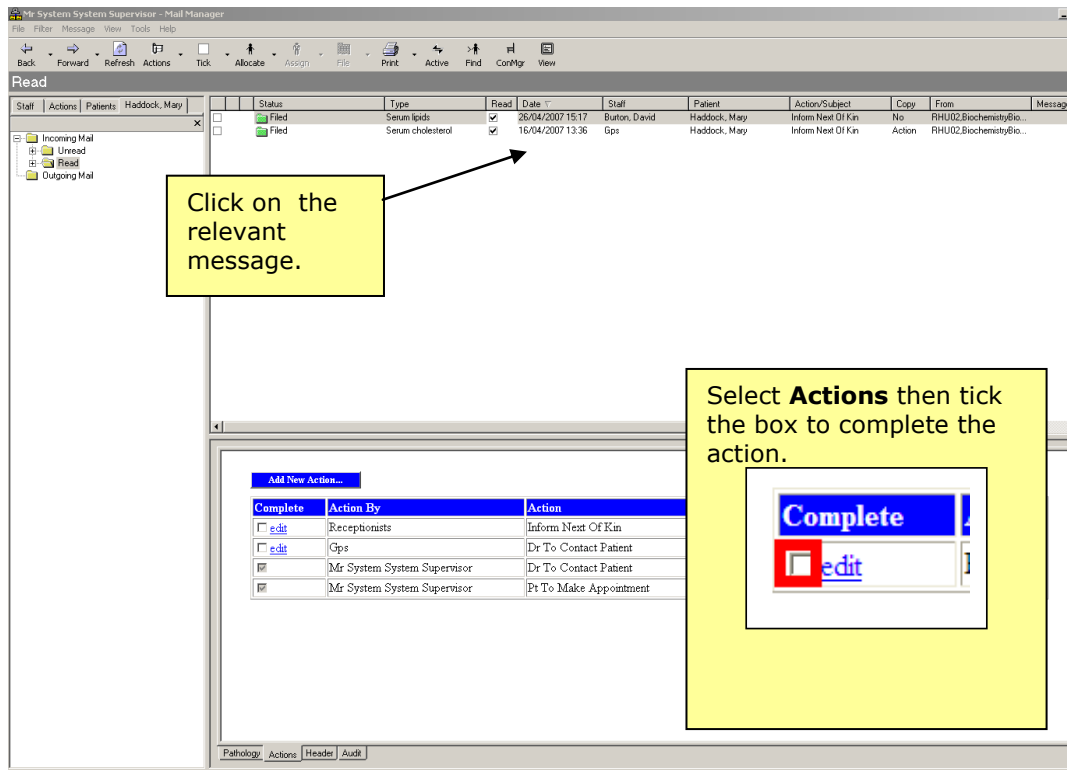 Mr System System Supervisor - Mail Manager
File Filter Message View Tools Help
Back Forward Refresh Actions Tick Allocate Assign File Print Active Find ConMgr View
Read
Staff Actions Patients Haddock, Mary
Incoming Mail
Unread
Read
Outgoing Mail
Status Type Read Date Staff Patient Action/Subject Copy From Messag
Filed Serum lipids 26/04/2007 15:17 Burton, David Haddock, Mary Inform Next Of Kin No RHU02,BiochemistryBio...
Filed Serum cholesterol 16/04/2007 13:36 Gps Haddock, Mary Inform Next Of Kin Action RHU02,BiochemistryBio...
Click on the
relevant
message.
Select Actions then tick
the box to complete the
action.
Complete
edit
Add New Action...
Complete Action By Action
edit Receptionists Inform Next Of Kin
edit Gps Dr To Contact Patient
Mr System System Supervisor Dr To Contact Patient
Mr System System Supervisor Pt To Make Appointment
Pathology Actions Header Audit